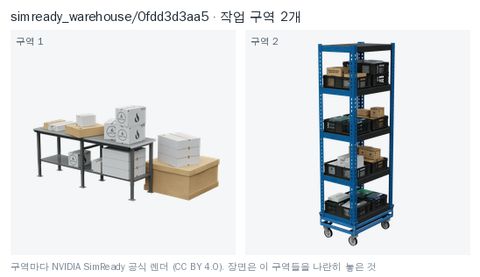 simready_warehouse/0fdd3d3aa5 · 작업 구역 2개
구역 1
구역 2
구역마다 NVIDIA SimReady 공식 렌더 (CC BY 4.0). 장면은 이 구역들을 나란히 놓은 것